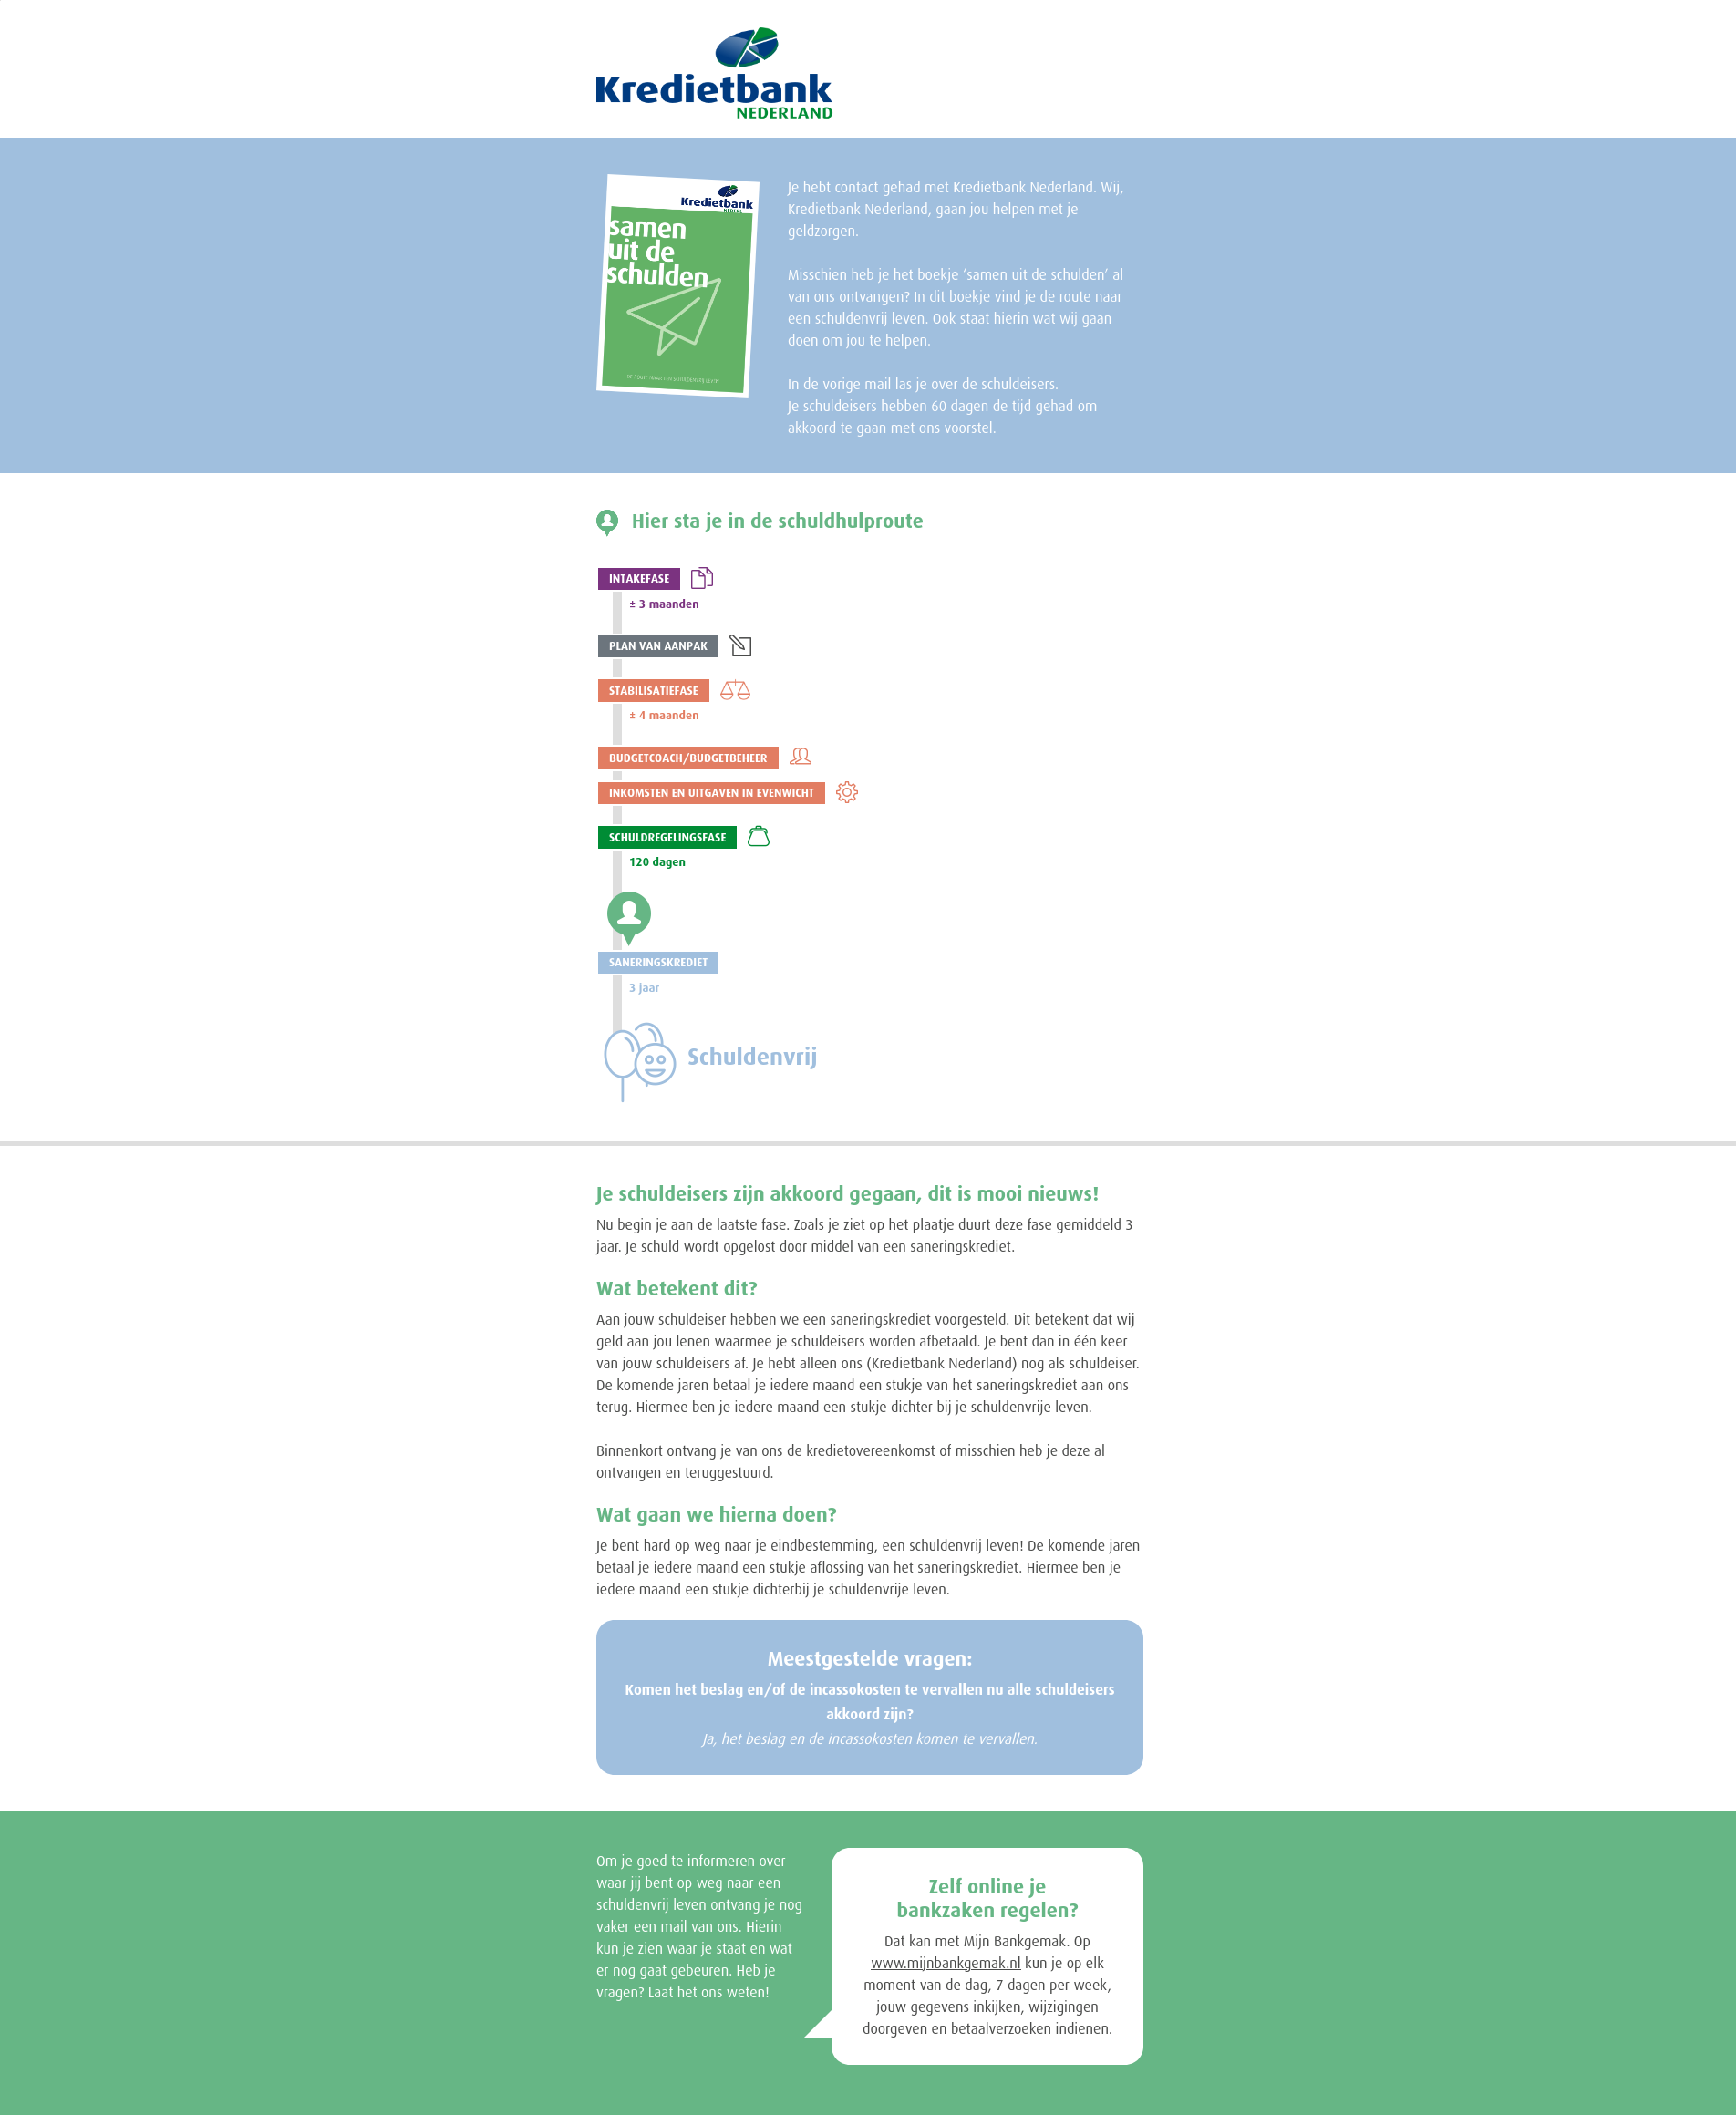 Kredietbank
NEDERLAND
Kredietbank
samen
uit de
schulden
Je hebt contact gehad met Kredietbank Nederland. Wij,
Kredietbank Nederland, gaan jou helpen met je
geldzorgen.
Misschien heb je het boekje ‘samen uit de schulden’ al
van ons ontvangen? In dit boekje vind je de route naar
een schuldenvrij leven. Ook staat hierin wat wij gaan
doen om jou te helpen.
In de vorige mail las je over de schuldeisers.
Je schuldeisers hebben 60 dagen de tijd gehad om
akkoord te gaan met ons voorstel.
Hier sta je in de schuldhulproute
INTAKEFASE
± 3 maanden
PLAN VAN AANPAK
STABILISATIEFASE
± 4 maanden
BUDGETCOACH/BUDGETBEHEER
INKOMSTEN EN UITGAVEN IN EVENWICHT
SCHULDREGELINGSFASE
120 dagen
SANERINGSKREDIET
3 jaar
Schuldenvrij
Je schuldeisers zijn akkoord gegaan, dit is mooi nieuws!
Nu begin je aan de laatste fase. Zoals je ziet op het plaatje duurt deze fase gemiddeld 3
jaar. Je schuld wordt opgelost door middel van een saneringskrediet.
Wat betekent dit?
Aan jouw schuldeiser hebben we een saneringskrediet voorgesteld. Dit betekent dat wij
geld aan jou lenen waarmee je schuldeisers worden afbetaald. Je bent dan in één keer
van jouw schuldeisers af. Je hebt alleen ons (Kredietbank Nederland) nog als schuldeiser.
De komende jaren betaal je iedere maand een stukje van het saneringskrediet aan ons
terug. Hiermee ben je iedere maand een stukje dichter bij je schuldenvrije leven.
Binnenkort ontvang je van ons de kredietovereenkomst of misschien heb je deze al
ontvangen en teruggestuurd.
Wat gaan we hierna doen?
Je bent hard op weg naar je eindbestemming, een schuldenvrij leven! De komende jaren
betaal je iedere maand een stukje aflossing van het saneringskrediet. Hiermee ben je
iedere maand een stukje dichterbij je schuldenvrije leven.
Meestgestelde vragen:
Komen het beslag en/of de incassokosten te vervallen nu alle schuldeisers
akkoord zijn?
Ja, het beslag en de incassokosten komen te vervallen.
Om je goed te informeren over
waar jij bent op weg naar een
schuldenvrij leven ontvang je nog
vaker een mail van ons. Hierin
kun je zien waar je staat en wat
er nog gaat gebeuren. Heb je
vragen? Laat het ons weten!
Zelf online je
bankzaken regelen?
Dat kan met Mijn Bankgemak. Op
www.mijnbankgemak.nl kun je op elk
moment van de dag, 7 dagen per week,
jouw gegevens inkijken, wijzigingen
doorgeven en betaalverzoeken indienen.